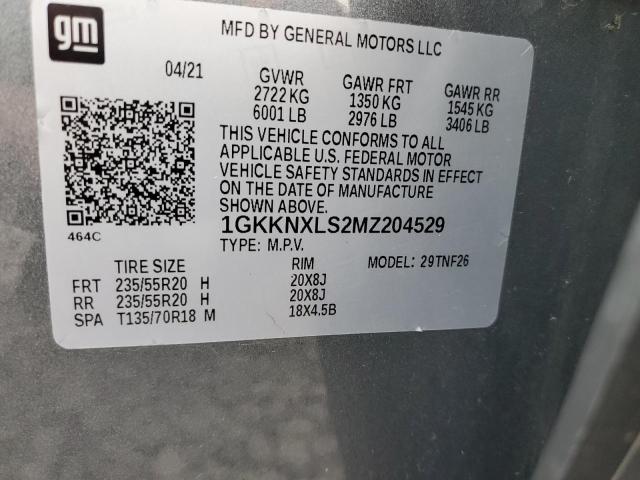 gm
MFD BY GENERAL MOTORS LLC
04/21 GVWR GAWR FRT GAWR RR
2722 KG 1350 KG 1545 KG
6001 LB 2976 LB 3406 LB
THIS VEHICLE CONFORMS TO ALL
APPLICABLE U.S. FEDERAL MOTOR
VEHICLE SAFETY STANDARDS IN EFFECT
ON THE DATE OF MANUFACTURE
SHOWN ABOVE.
464C
1GKKNXLS2MZ204529
TYPE: M.P.V.
TIRE SIZE RIM MODEL: 29TNF26
FRT 235/55R20 H 20X8J
RR 235/55R20 H 20X8J
SPA T135/70R18 M 18X4.5B